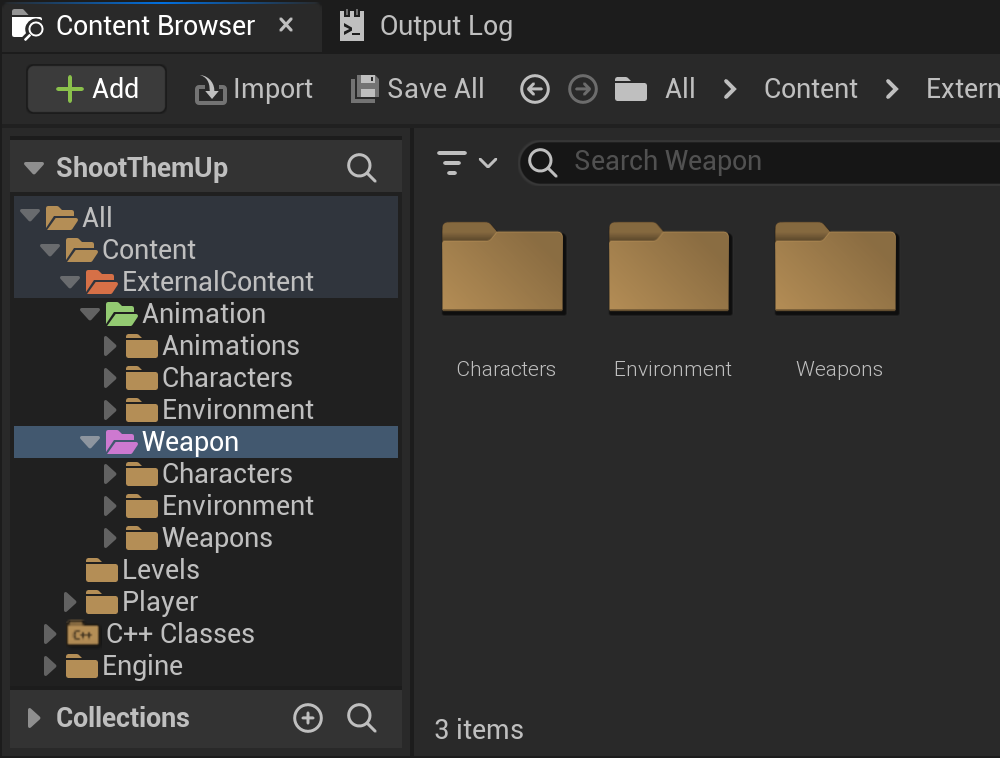 Content Browser
Output Log
Add
Import
Save All
All
Content
Extern
ShootThemUp
Search Weapon
All
Content
ExternalContent
Animation
Animations
Characters
Environment
Weapon
Characters
Environment
Weapons
Levels
Player
C++ C++ Classes
Engine
Collections
Characters
Environment
Weapons
3 items